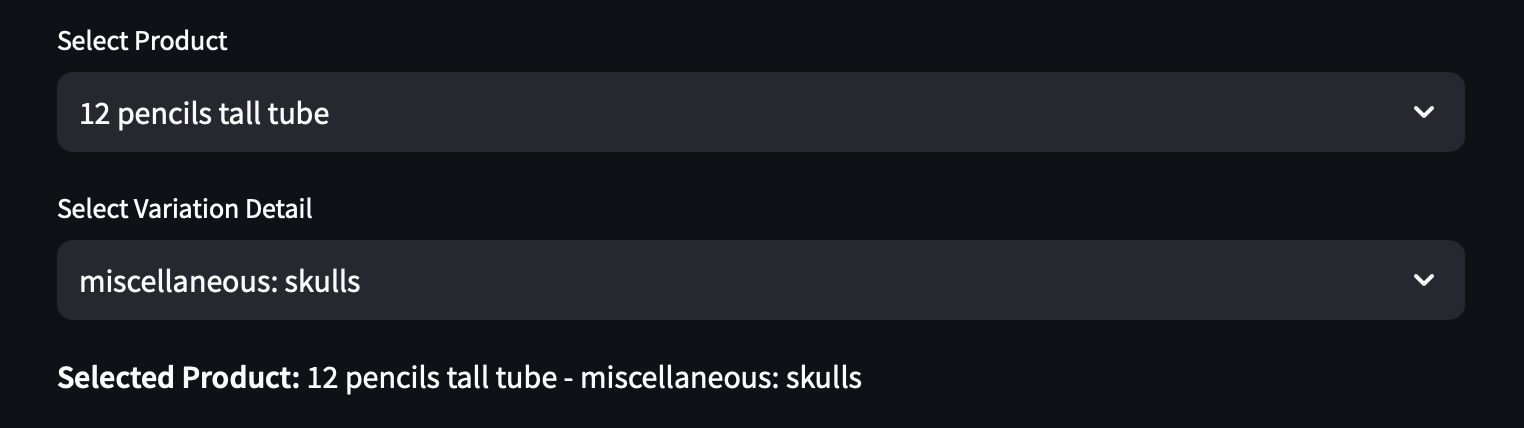 Select Product
12 pencils tall tube
Select Variation Detail
miscellaneous: skulls
Selected Product: 12 pencils tall tube - miscellaneous: skulls